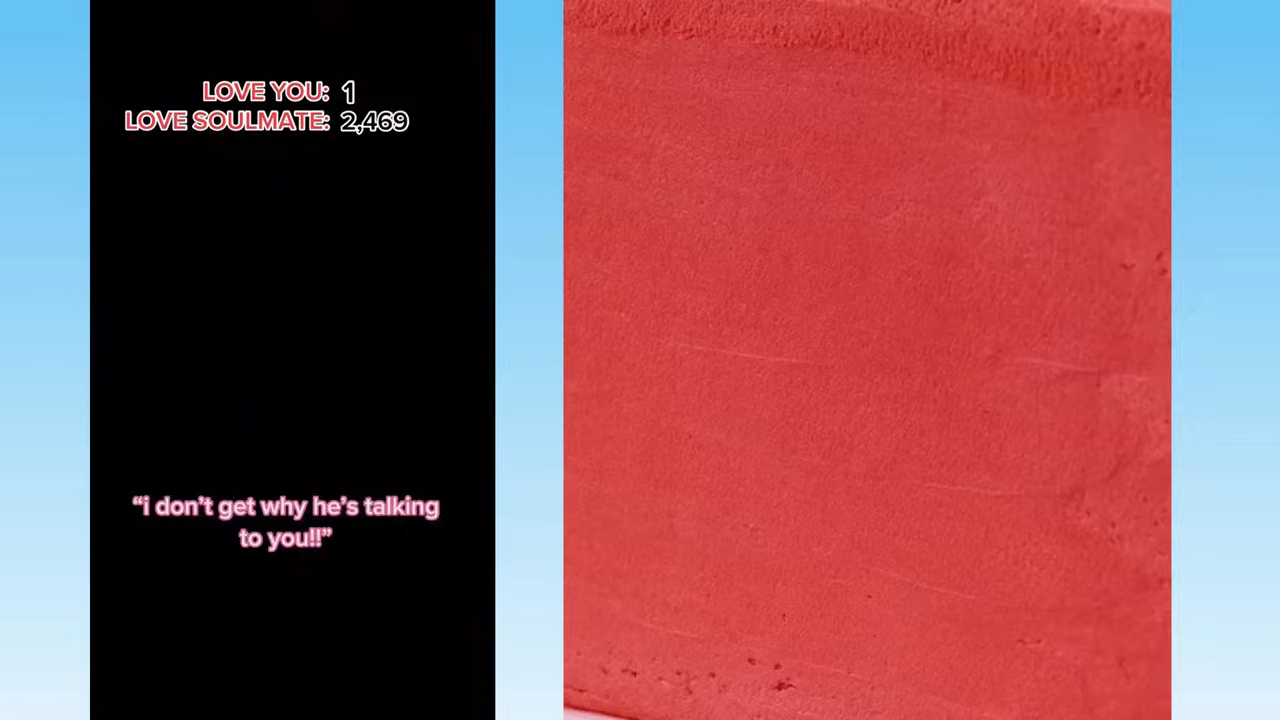 LOVE YOU: 1
LOVE SOULMATE: 2,469
“i don’t get why he’s talking
to you!!”